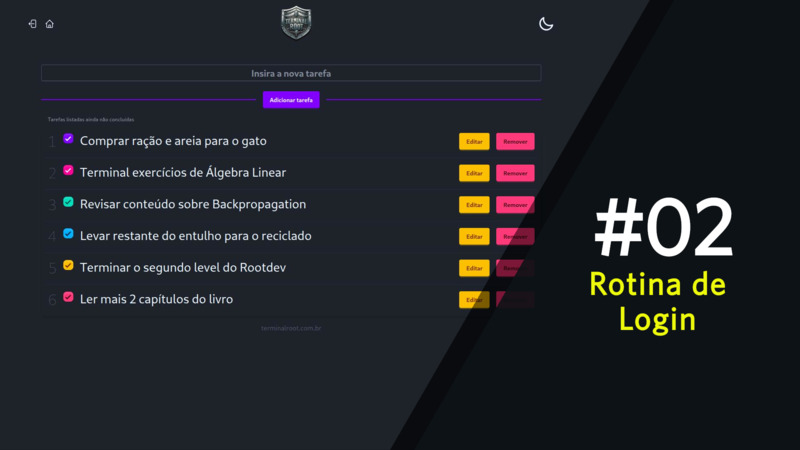 TERMINAL
ROOT
Insira a nova tarefa
Adicionar tarefa
Tarefas listadas ainda não concluídas
1 Comprar ração e areia para o gato Editar Remover
2 Terminal exercícios de Álgebra Linear Editar Remover
3 Revisar conteúdo sobre Backpropagation Editar Remover
4 Levar restante do entulho para o reciclado Editar Remover
5 Terminar o segundo level do Rootdev Editar Remover
6 Ler mais 2 capítulos do livro Editar
terminalroot.com.br
#02
Rotina de
Login